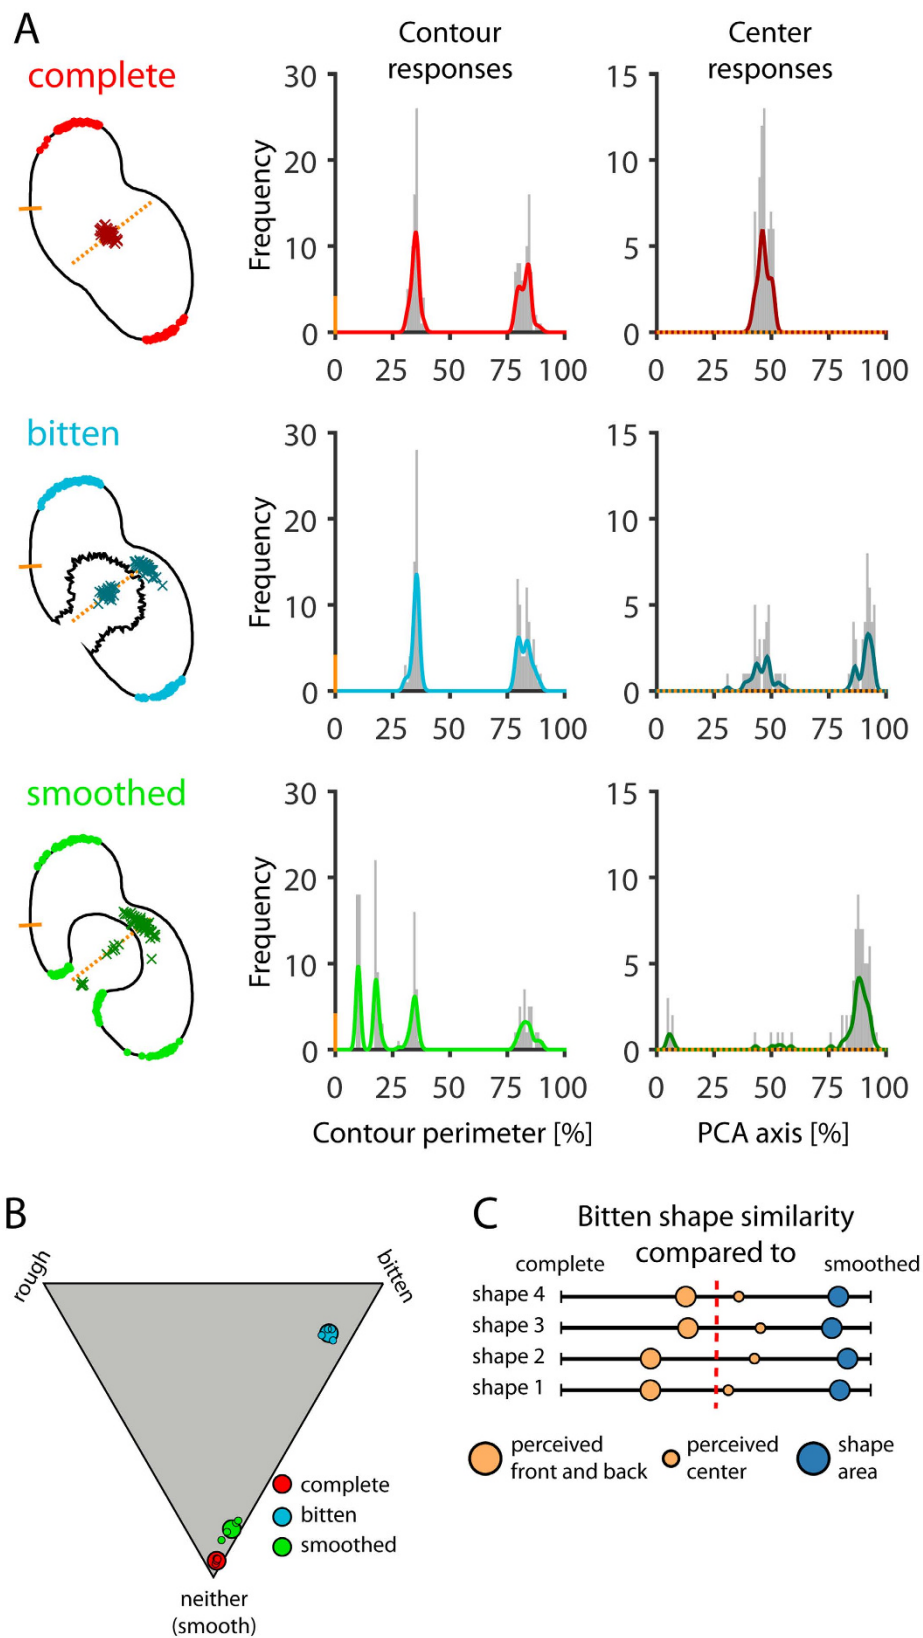 A
Contour
responses
Center
responses
complete
Frequency
30
20
10
0
0 25 50 75 100
15
10
5
0
0 25 50 75 100
bitten
Frequency
30
20
10
0
0 25 50 75 100
15
10
5
0
0 25 50 75 100
smoothed
Frequency
30
20
10
0
0 25 50 75 100
15
10
5
0
0 25 50 75 100
Contour perimeter [%]
PCA axis [%]
B
rough
bitten
complete
bitten
smoothed
neither
(smooth)
C
Bitten shape similarity
compared to
complete
smoothed
shape 4
shape 3
shape 2
shape 1
perceived
front and back
perceived
center
shape
area